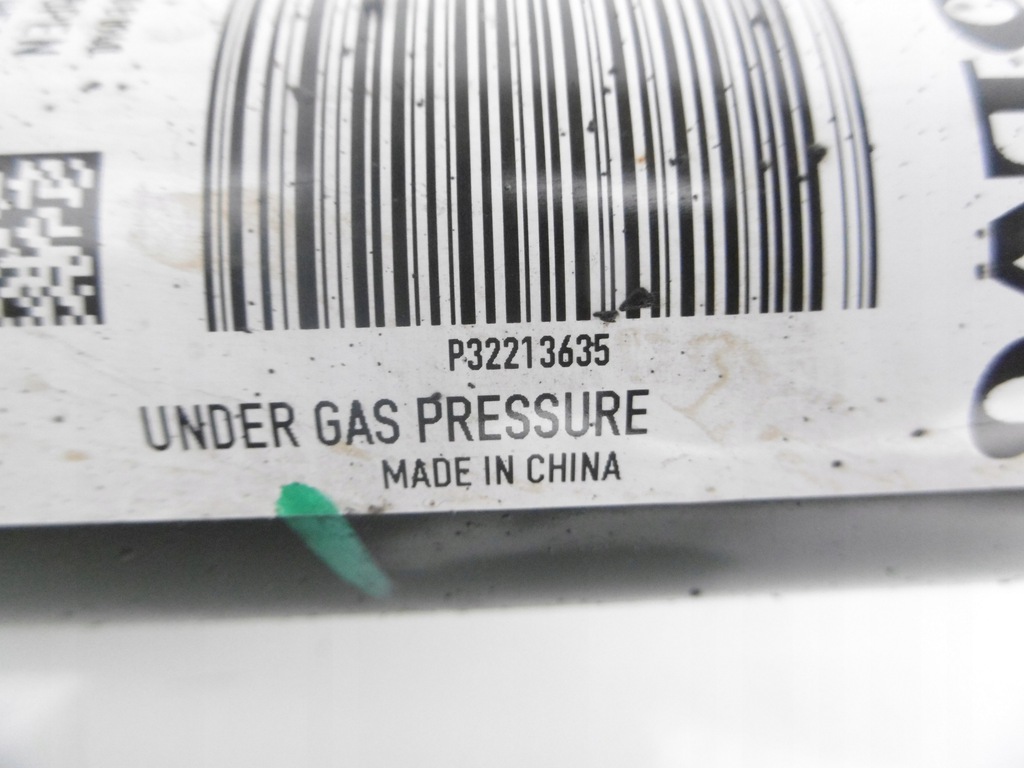 P32213635
UNDER GAS PRESSURE
MADE IN CHINA